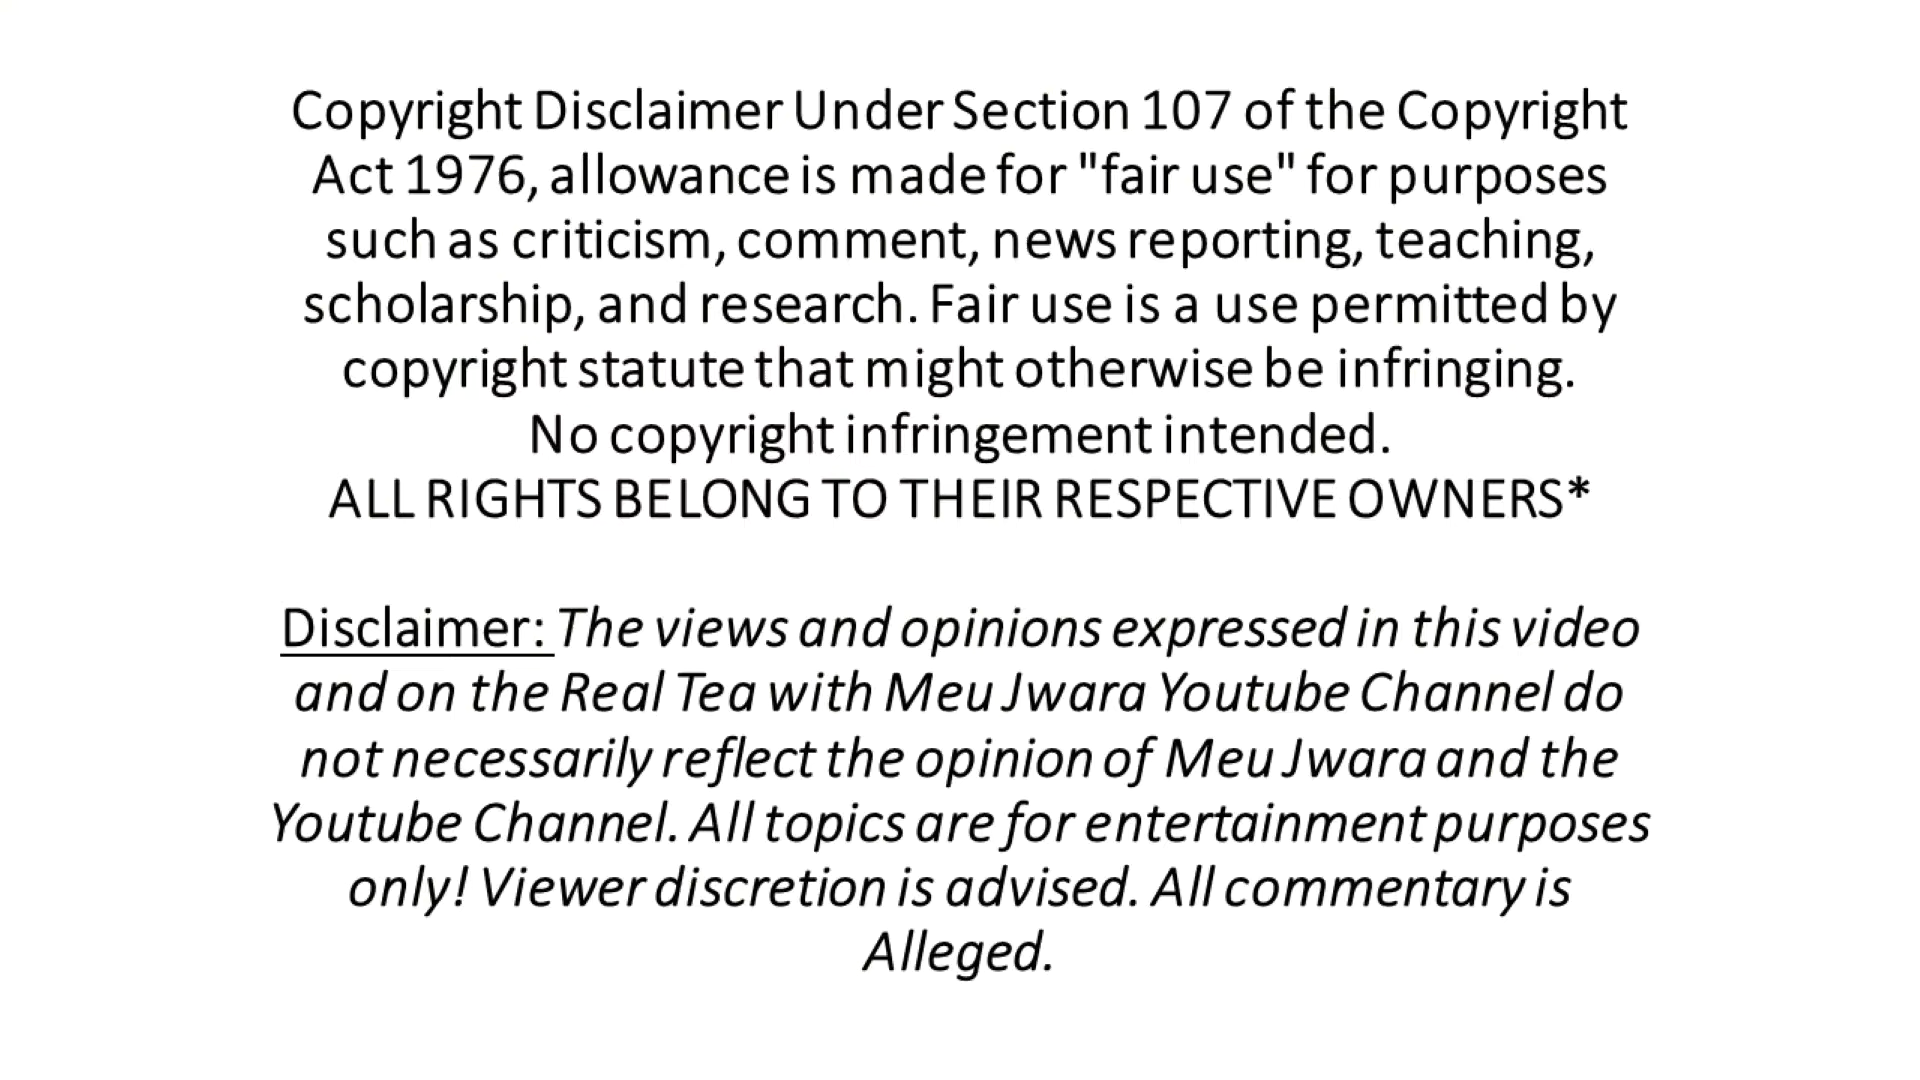 Copyright Disclaimer Under Section 107 of the Copyright
Act 1976, allowance is made for "fair use" for purposes
such as criticism, comment, news reporting, teaching,
scholarship, and research. Fair use is a use permitted by
copyright statute that might otherwise be infringing.
No copyright infringement intended.
ALL RIGHTS BELONG TO THEIR RESPECTIVE OWNERS*
Disclaimer: The views and opinions expressed in this video
and on the Real Tea with Meu Jwara Youtube Channel do
not necessarily reflect the opinion of Meu Jwara and the
Youtube Channel. All topics are for entertainment purposes
only! Viewer discretion is advised. All commentary is
Alleged.